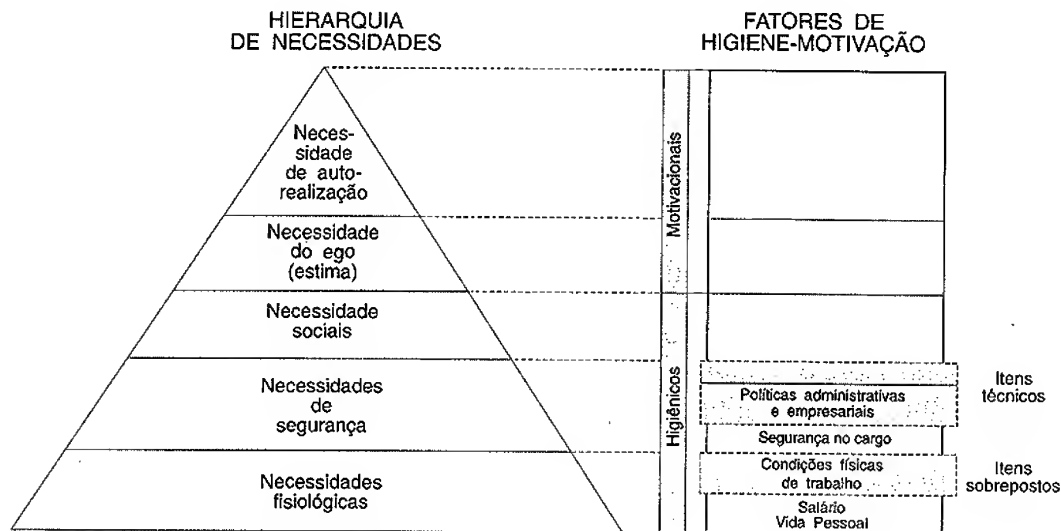 HIERARQUIA
DE NECESSIDADES
FATORES DE
HIGIENE-MOTIVAÇÃO
Neces-
sidade
de auto-
realização
Necessidade
do ego
(estima)
Necessidade
sociais
Necessidades
de
segurança
Necessidades
fisiológicas
Motivacionais
Higiênicos
Políticas administrativas
e empresariais
Segurança no cargo
Condições físicas
de trabalho
Salário
Vida Pessoal
Itens
técnicos
Itens
sobrepostos